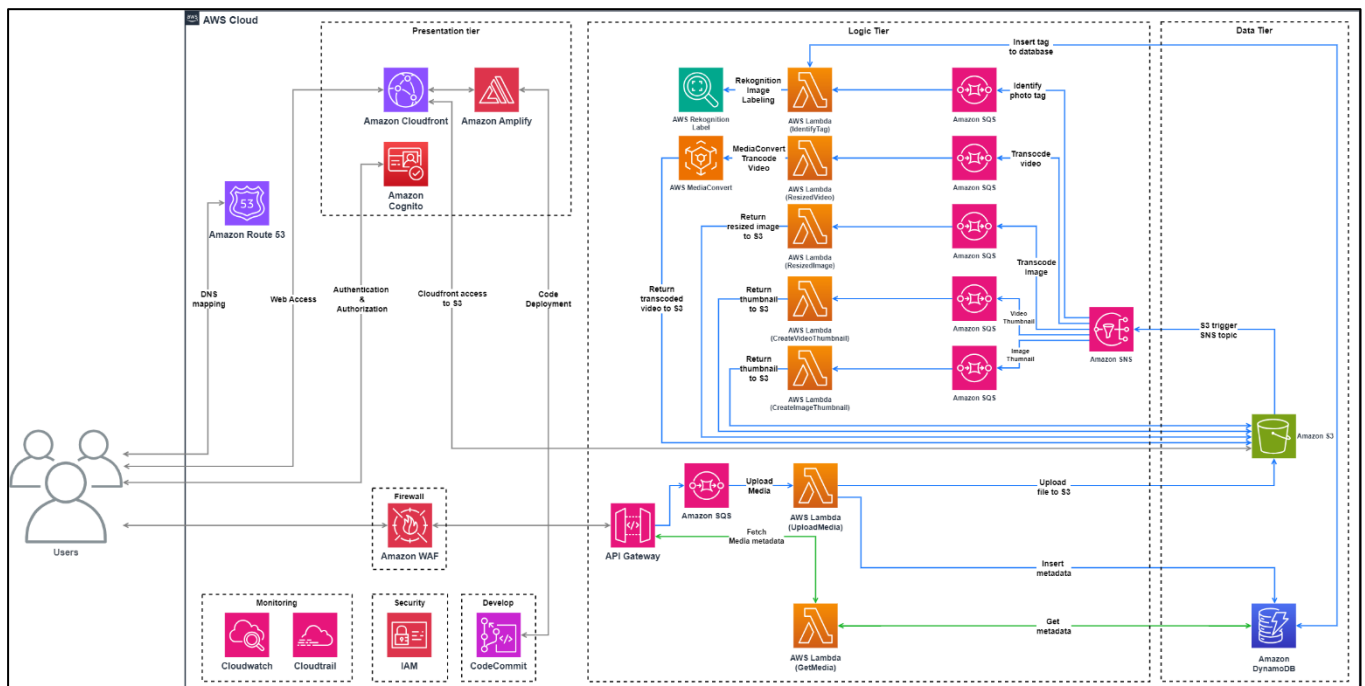 AWS Cloud
Presentation tier
Amazon Cloudfront
Amazon Amplify
Amazon
Cognito
Amazon Route 53
DNS
mapping
Web Access
Authentication
&
Authorization
Cloudfront access
to S3
Code
Deployment
Users
Firewall
Amazon WAF
Monitoring
Cloudwatch
Cloudtrail
Security
IAM
Develop
CodeCommit
Logic Tier
Insert tag
to database
Rekognition
Image
Labeling
AWS Rekognition
Label
AWS Lambda
(IdentifyTag)
Amazon SQS
Identify
photo tag
MediaConvert
Trancode
Video
AWS MediaConvert
AWS Lambda
(ResizedVideo)
Amazon SQS
Transcode
video
Return
resized image
to S3
AWS Lambda
(ResizedImage)
Amazon SQS
Transcode
image
Return
transcoded
video to S3
Return
thumbnail
to S3
AWS Lambda
(CreateVideoThumbnail)
Amazon SQS
Video
Thumbnail
Return
thumbnail
to S3
AWS Lambda
(CreateImageThumbnail)
Amazon SQS
Image
Thumnail
Amazon SNS
API Gateway
Amazon SQS
Upload
Media
AWS Lambda
(UploadMedia)
Upload
file to S3
Fetch
Media metadata
Insert
metadata
AWS Lambda
(GetMedia)
Get
metadata
Data Tier
S3 trigger
SNS topic
Amazon S3
Amazon
DynamoDB